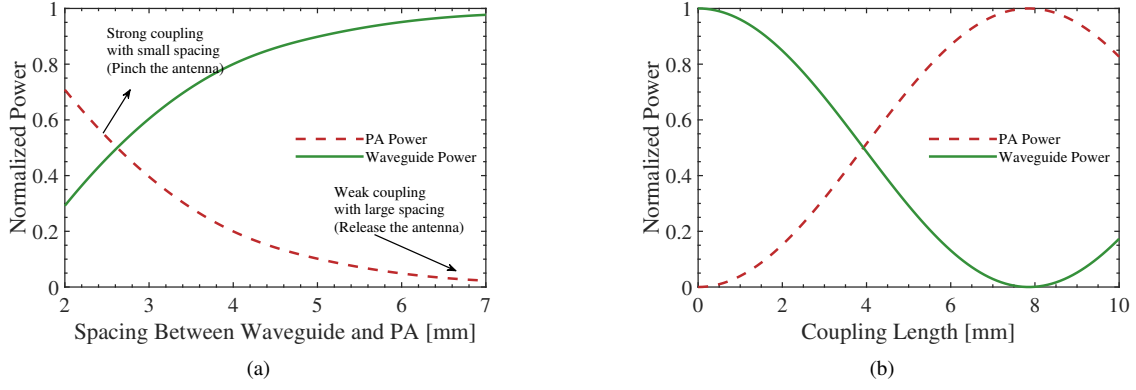 1
0.8
0.6
0.4
0.2
0
Normalized Power
Strong coupling
with small spacing
(Pinch the antenna)
PA Power
Waveguide Power
Weak coupling
with large spacing
(Release the antenna)
2 3 4 5 6 7
Spacing Between Waveguide and PA [mm]
(a)
1
0.8
0.6
0.4
0.2
0
Normalized Power
PA Power
Waveguide Power
0 2 4 6 8 10
Coupling Length [mm]
(b)